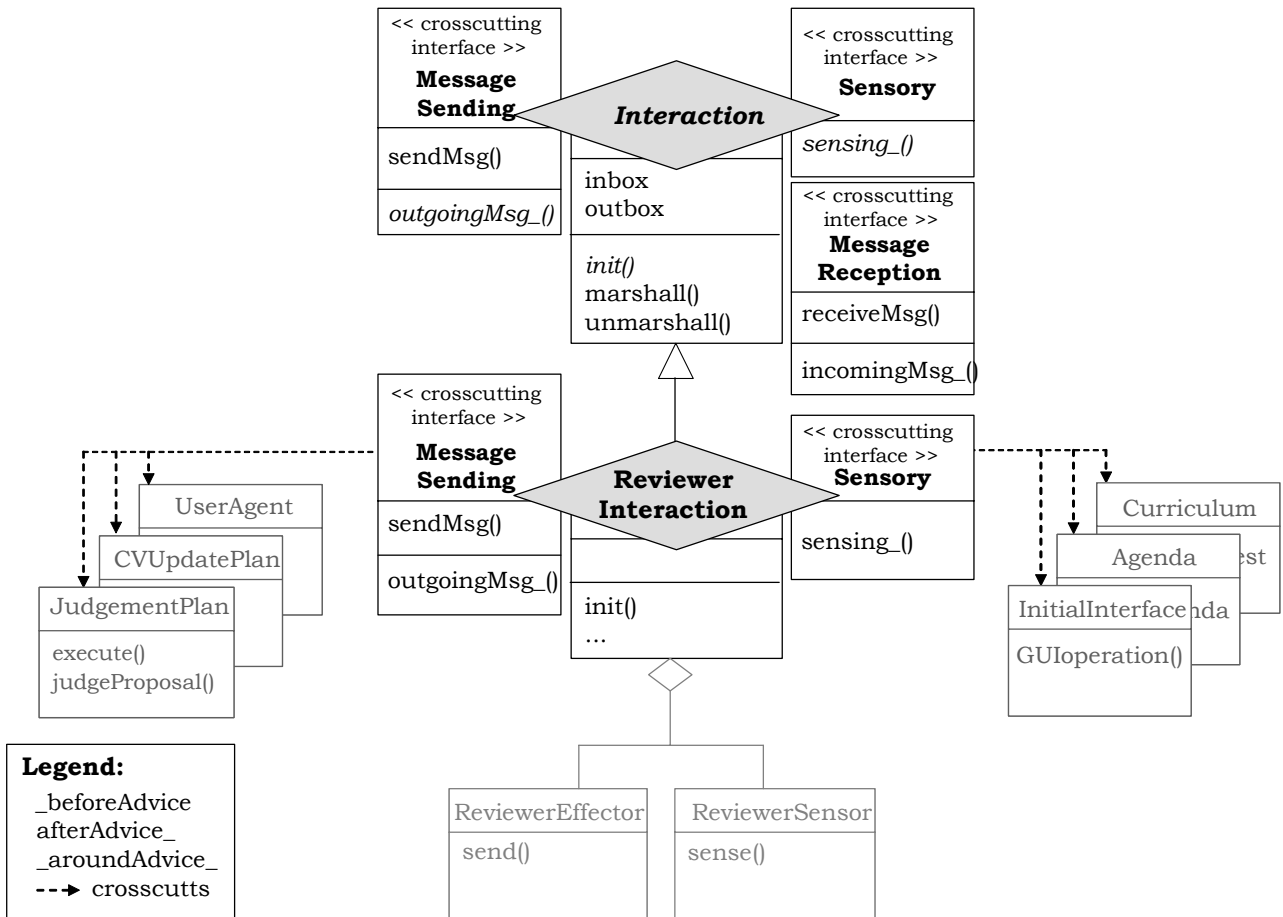 << crosscutting
interface >>
Message
Sending
sendMsg()
outgoingMsg_()
Interaction
inbox
outbox
init()
marshall()
unmarshall()
<< crosscutting
interface >>
Sensory
sensing_()
<< crosscutting
interface >>
Message
Reception
receiveMsg()
incomingMsg_()
<< crosscutting
interface >>
Message
Sending
sendMsg()
outgoingMsg_()
Reviewer
Interaction
init()
...
<< crosscutting
interface >>
Sensory
sensing_()
UserAgent
CVUpdatePlan
JudgementPlan
execute()
judgeProposal()
Curriculum
est
Agenda
nda
InitialInterface
GUIoperation()
ReviewerEffector
send()
ReviewerSensor
sense()
Legend:
_beforeAdvice
afterAdvice_
_aroundAdvice_
crosscutts